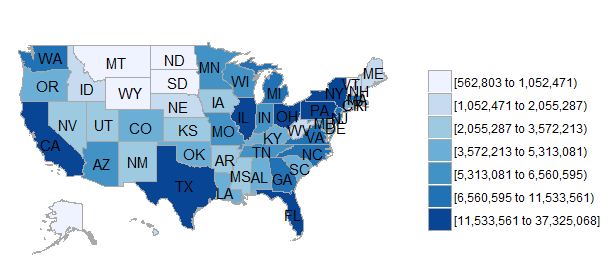 WA
MT
ND
MN
ME
OR
ID
SD
WI
MI
VT
NH
NY
WY
IA
NE
PA
NJ
NV
UT
CO
IL
IN
OH
MD
DE
CA
KS
MO
KY
WV
VA
AZ
NM
OK
AR
TN
NC
SC
TX
LA
MS
AL
GA
FL
[562,803 to 1,052,471)
[1,052,471 to 2,055,287)
[2,055,287 to 3,572,213)
[3,572,213 to 5,313,081)
[5,313,081 to 6,560,595)
[6,560,595 to 11,533,561)
[11,533,561 to 37,325,068]